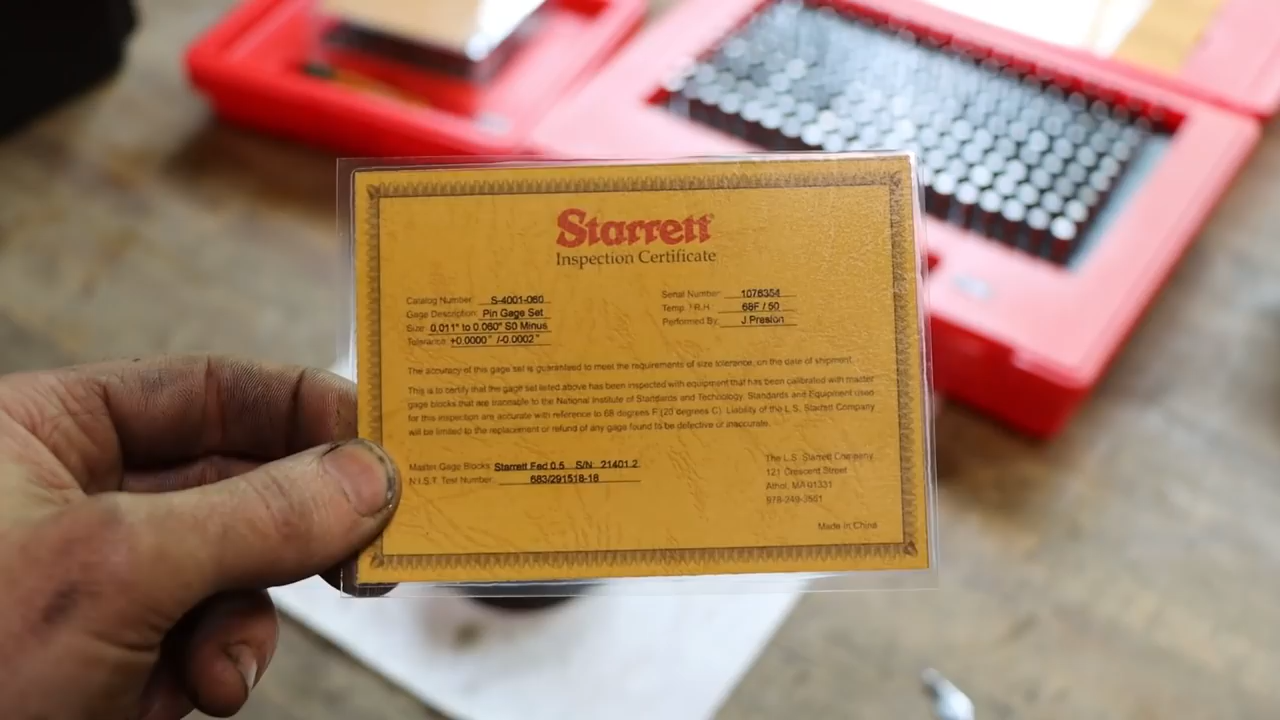 Starrett
Inspection Certificate
Catalog Number S-4001-060
Gage Description: Pin Gage Set
Size 0.011" to 0.060" S0 Minus
Tolerance +0.0000" /-0.0002"
Serial Number 1076354
Temp. / R.H. 68F / 50
Performed By: J.Preston
The accuracy of this gage set is guaranteed to meet the requirements of size tolerance, on the date of shipment.
This is to certify that the gage set listed above has been inspected with equipment that has been calibrated with master
gage blocks that are traceable to the National Institute of Standards and Technology. Standards and Equipment used
for this inspection are accurate with reference to 68 degrees F (20 degrees C). Liability of the L.S. Starrett Company
will be limited to the replacement or refund of any gage found to be defective or inaccurate.
Master Gage Blocks Starrett Fed 0.5 S/N 21401.2
N.I.S.T. Test Number: 683/291518-16
The L.S. Starrett Company
121 Crescent Street
Athol, MA 01331
978-249-3551
Made in China